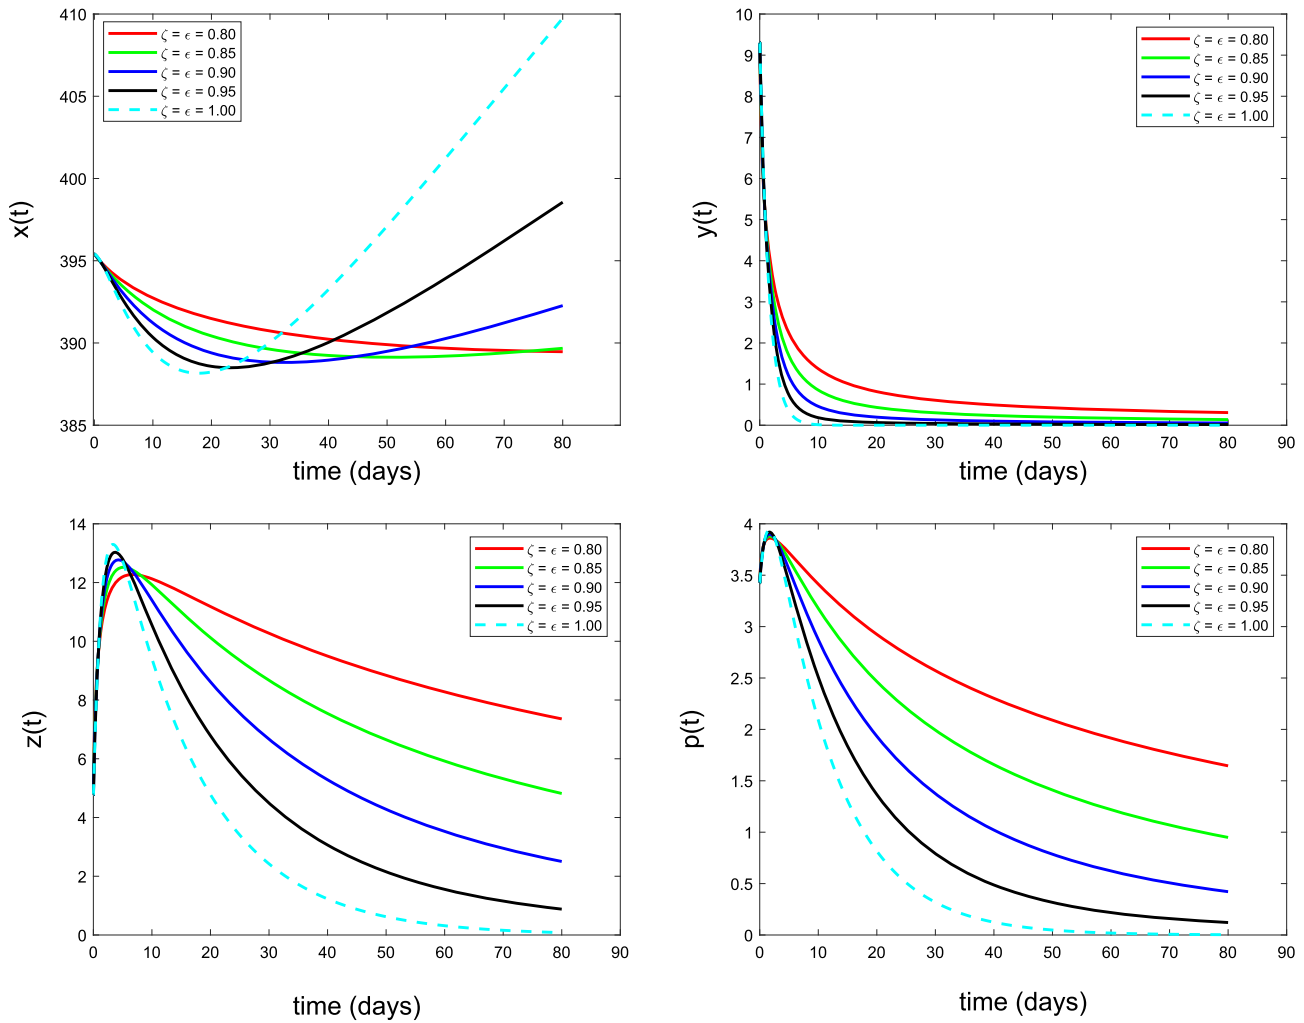 410
405
400
395
390
385
x(t)
ζ = ϵ = 0.80
ζ = ϵ = 0.85
ζ = ϵ = 0.90
ζ = ϵ = 0.95
ζ = ϵ = 1.00
0 10 20 30 40 50 60 70 80
time (days)
10
9
8
7
6
5
4
3
2
1
0
y(t)
ζ = ϵ = 0.80
ζ = ϵ = 0.85
ζ = ϵ = 0.90
ζ = ϵ = 0.95
ζ = ϵ = 1.00
0 10 20 30 40 50 60 70 80 90
time (days)
14
12
10
8
6
4
2
0
z(t)
ζ = ϵ = 0.80
ζ = ϵ = 0.85
ζ = ϵ = 0.90
ζ = ϵ = 0.95
ζ = ϵ = 1.00
0 10 20 30 40 50 60 70 80 90
time (days)
4
3.5
3
2.5
2
1.5
1
0.5
0
p(t)
ζ = ϵ = 0.80
ζ = ϵ = 0.85
ζ = ϵ = 0.90
ζ = ϵ = 0.95
ζ = ϵ = 1.00
0 10 20 30 40 50 60 70 80 90
time (days)